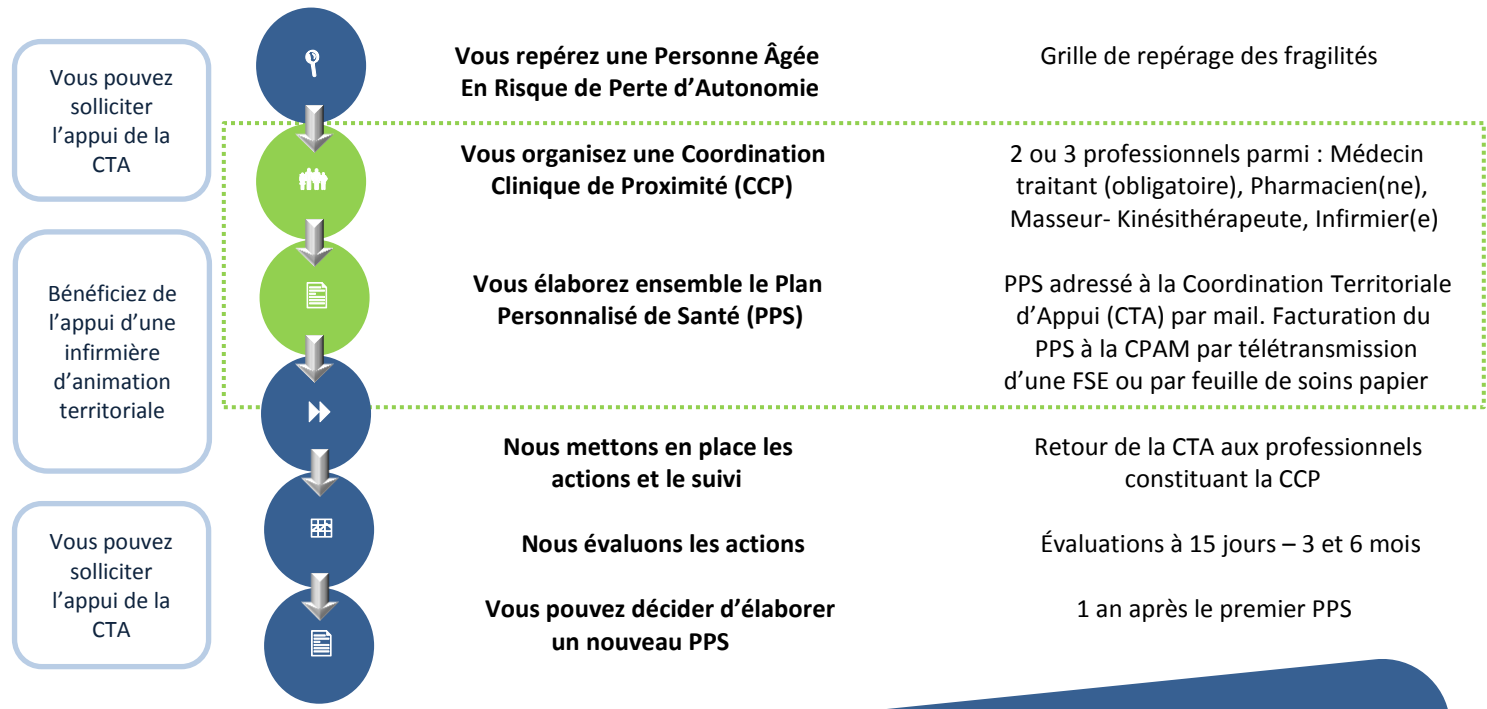 Vous pouvez
solliciter
l'appui de la
CTA
Bénéficiez de
l'appui d'une
infirmière
d'animation
territoriale
Vous pouvez
solliciter
l'appui de la
CTA
Vous repérez une Personne Âgée
En Risque de Perte d'Autonomie
Grille de repérage des fragilités
Vous organisez une Coordination
Clinique de Proximité (CCP)
2 ou 3 professionnels parmi : Médecin
traitant (obligatoire), Pharmacien(ne),
Masseur- Kinésithérapeute, Infirmier(e)
Vous élaborez ensemble le Plan
Personnalisé de Santé (PPS)
PPS adressé à la Coordination Territoriale
d'Appui (CTA) par mail. Facturation du
PPS à la CPAM par télétransmission
d'une FSE ou par feuille de soins papier
Nous mettons en place les
actions et le suivi
Retour de la CTA aux professionnels
constituant la CCP
Nous évaluons les actions
Évaluations à 15 jours – 3 et 6 mois
Vous pouvez décider d'élaborer
un nouveau PPS
1 an après le premier PPS